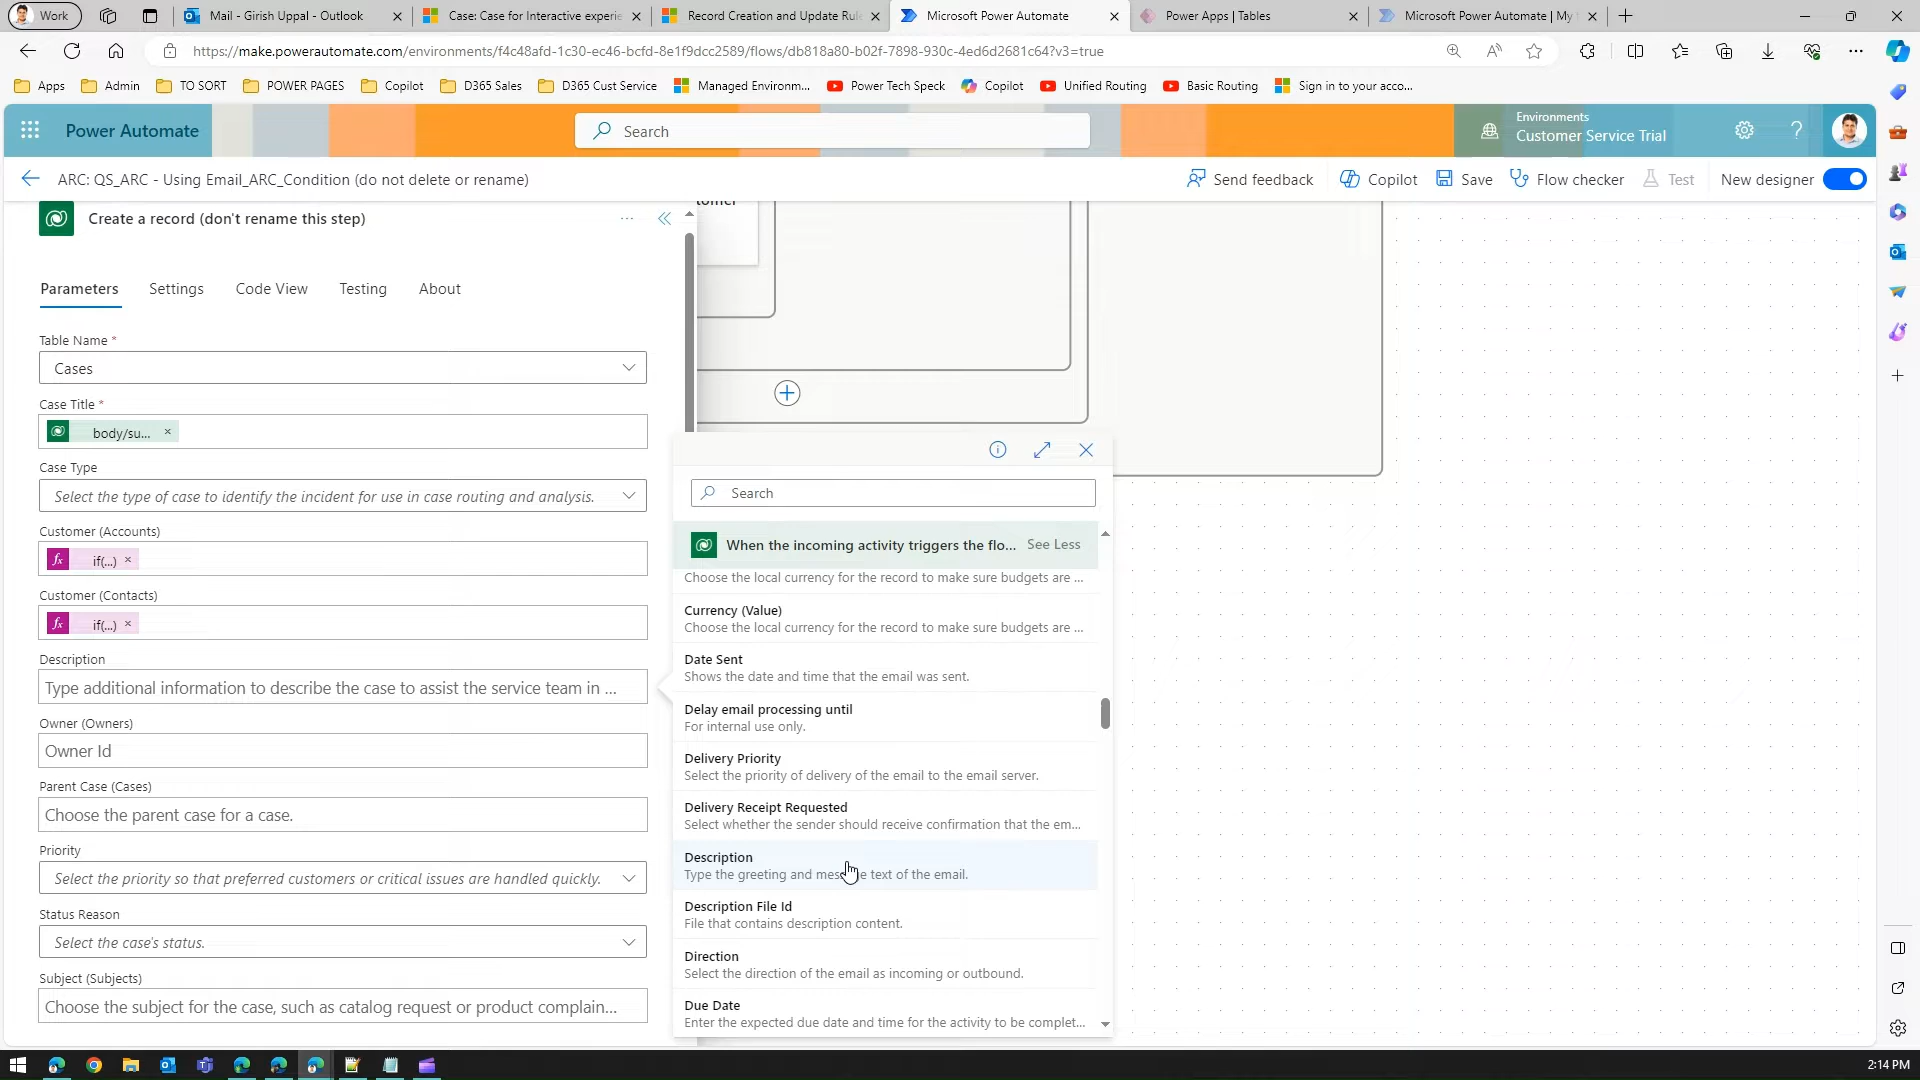 Work
Mail - Girish Uppal - Outlook
Case: Case for Interactive experie
Record Creation and Update Rule
Microsoft Power Automate
Power Apps | Tables
Microsoft Power Automate | My
https://make.powerautomate.com/environments/f4c48afd-1c30-ec46-bcfd-8e1f9dcc2589/flows/db818a80-b02f-7898-930c-4ed6d2681c64?v3=true
Apps
Admin
TO SORT
POWER PAGES
Copilot
D365 Sales
D365 Cust Service
Managed Environm...
Power Tech Speck
Copilot
Unified Routing
Basic Routing
Sign in to your acco...
Power Automate
Search
Environments
Customer Service Trial
ARC: QS_ARC - Using Email_ARC_Condition (do not delete or rename)
Send feedback
Copilot
Save
Flow checker
Test
New designer
Create a record (don't rename this step)
Parameters
Settings
Code View
Testing
About
Table Name *
Cases
Case Title *
body/su... ×
Case Type
Select the type of case to identify the incident for use in case routing and analysis.
Customer (Accounts)
fx if(...) ×
Customer (Contacts)
fx if(...) ×
Description
Type additional information to describe the case to assist the service team in ...
Owner (Owners)
Owner Id
Parent Case (Cases)
Choose the parent case for a case.
Priority
Select the priority so that preferred customers or critical issues are handled quickly.
Status Reason
Select the case's status.
Subject (Subjects)
Choose the subject for the case, such as catalog request or product complain...
Search
When the incoming activity triggers the flo...
See Less
Choose the local currency for the record to make sure budgets are ...
Currency (Value)
Choose the local currency for the record to make sure budgets are ...
Date Sent
Shows the date and time that the email was sent.
Delay email processing until
For internal use only.
Delivery Priority
Select the priority of delivery of the email to the email server.
Delivery Receipt Requested
Select whether the sender should receive confirmation that the em...
Description
Type the greeting and mes e text of the email.
Description File Id
File that contains description content.
Direction
Select the direction of the email as incoming or outbound.
Due Date
Enter the expected due date and time for the activity to be complet...
2:14 PM